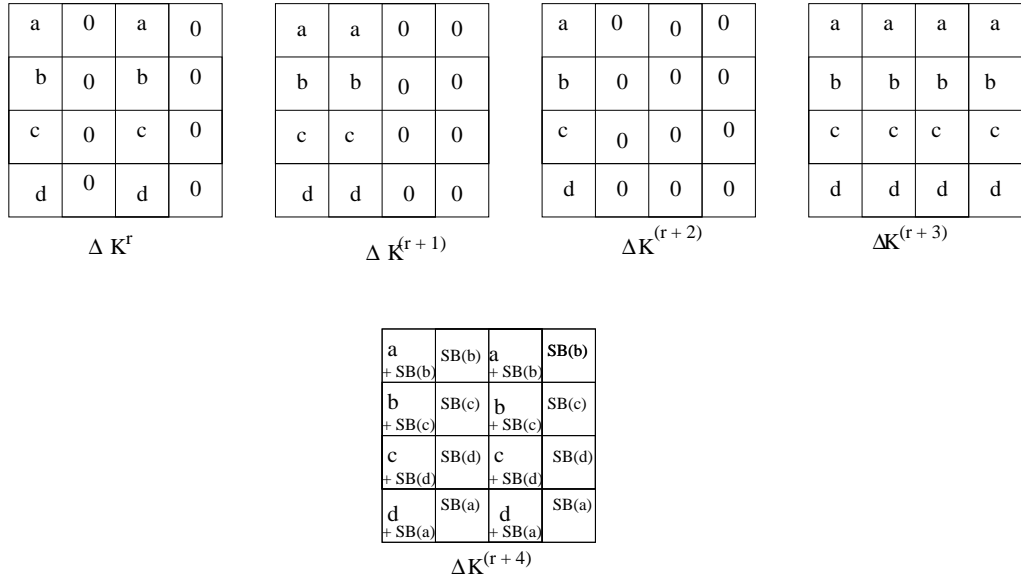 a 0 a 0 a a 0 0 a 0 0 0 a a a a
b 0 b 0 b b 0 0 b 0 0 0 b b b b
c 0 c 0 c c 0 0 c 0 0 0 c c c c
d 0 d 0 d d 0 0 d 0 0 0 d d d d
Δ K^r Δ K^(r+1) ΔK^(r + 2) ΔK^(r + 3)
a SB(b) a SB(b)
+ SB(b) + SB(b)
b SB(c) b SB(c)
+ SB(c) + SB(c)
c SB(d) c SB(d)
+ SB(d) + SB(d)
d SB(a) d SB(a)
+ SB(a) + SB(a)
ΔK^(r + 4)